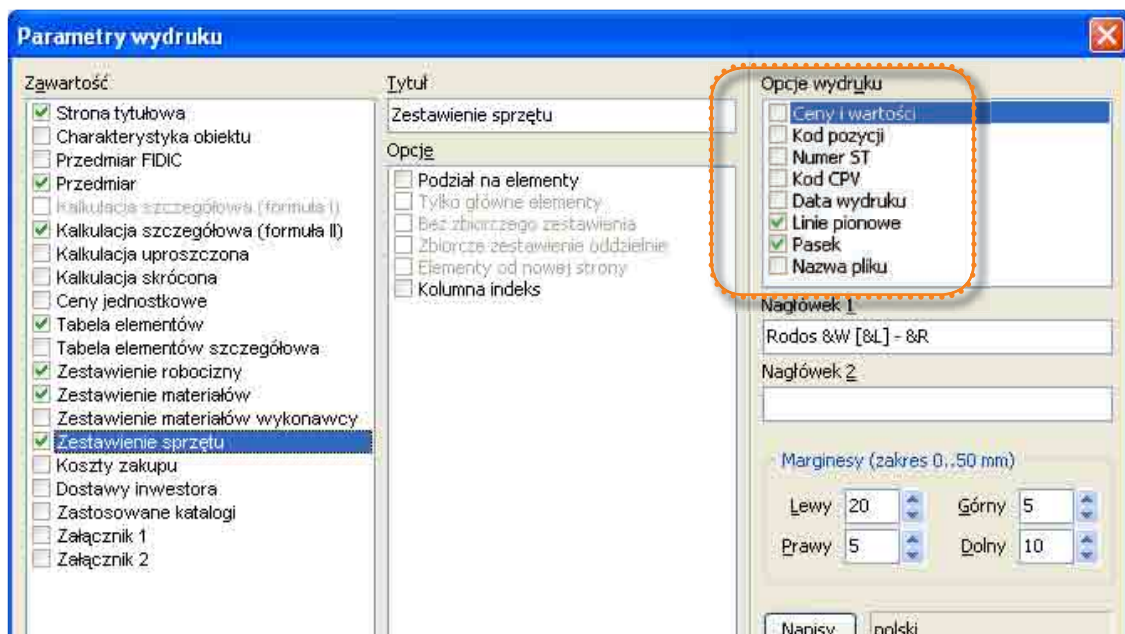 Parametry wydruku
Zawartość
Strona tytułowa
Charakterystyka obiektu
Przedmiar FIDIC
Przedmiar
Kalkulacja szczegółowa (formuła I)
Kalkulacja szczegółowa (formuła II)
Kalkulacja uproszczona
Kalkulacja skrócona
Ceny jednostkowe
Tabela elementów
Tabela elementów szczegółowa
Zestawienie robocizny
Zestawienie materiałów
Zestawienie materiałów wykonawcy
Zestawienie sprzętu
Koszty zakupu
Dostawy inwestora
Zastosowane katalogi
Załącznik 1
Załącznik 2
Tytuł
Zestawienie sprzętu
Opcje
Podział na elementy
Tylko główne elementy
Bez zbiorczego zestawienia
Zbiorcze zestawienie oddzielnie
Elementy od nowej strony
Kolumna indeks
Opcje wydruku
Ceny i wartości
Kod pozycji
Numer ST
Kod CPV
Data wydruku
Linie pionowe
Pasek
Nazwa pliku
Nagłówek 1
Rodos &W [&L] - &R
Nagłówek 2
Marginesy (zakres 0..50 mm)
Lewy 20 Górny 5
Prawy 5 Dolny 10
Napisy polski